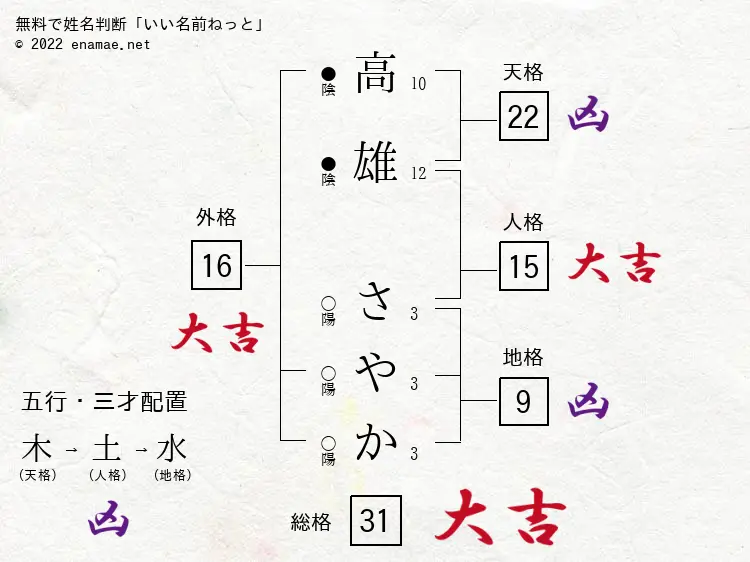 無料で姓名判断「いい名前ねっと」
© 2022 enamae.net
天格
22 凶
高 10
●陰
雄 12
●陰
外格
16
大吉
人格
15 大吉
さ 3
○陽
や 3
○陽
か 3
○陽
地格
9 凶
五行・三才配置
木→土→水
(天格) (人格) (地格)
凶
総格 31 大吉